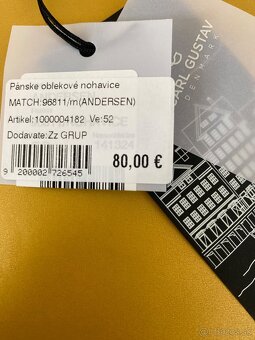 Pánske oblekové nohavice
MATCH:96811/m(ANDERSEN)
Artikel:1000004182 Ve:52
Dodavate:Zz GRUP
80,00 €
9 200002 726545
CARL GUSTAV
DENMARK